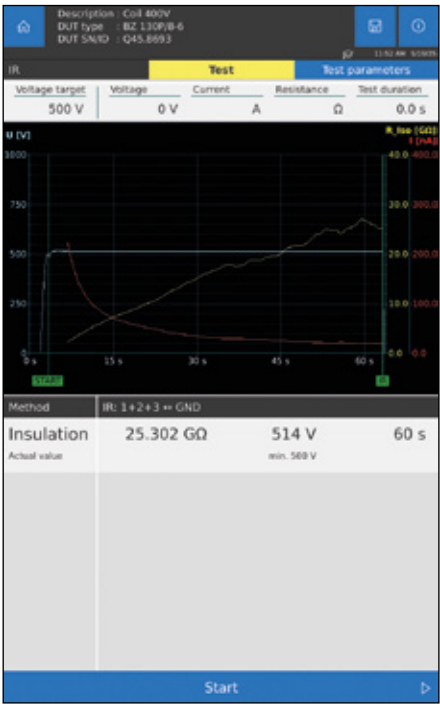 Description : Coil 400V
DUT type : BZ 130P/8-6
DUT SN/ID : Q45.8693
11:52 AM
IR Test Test parameters
Voltage target Voltage Current Resistance Test duration
500 V 0 V A Ω 0.0 s
U [V] R_Iso [GΩ]
I [nA]
1000 40.0 400.0
750 30.0 300.0
500 20.0 200.0
250 10.0 100.0
0 0.0 0.0
0 s 15 s 30 s 45 s 60 s
START
Method IR: 1+2+3 ↔ GND
Insulation 25.302 GΩ 514 V 60 s
Actual value min. 500 V
Start